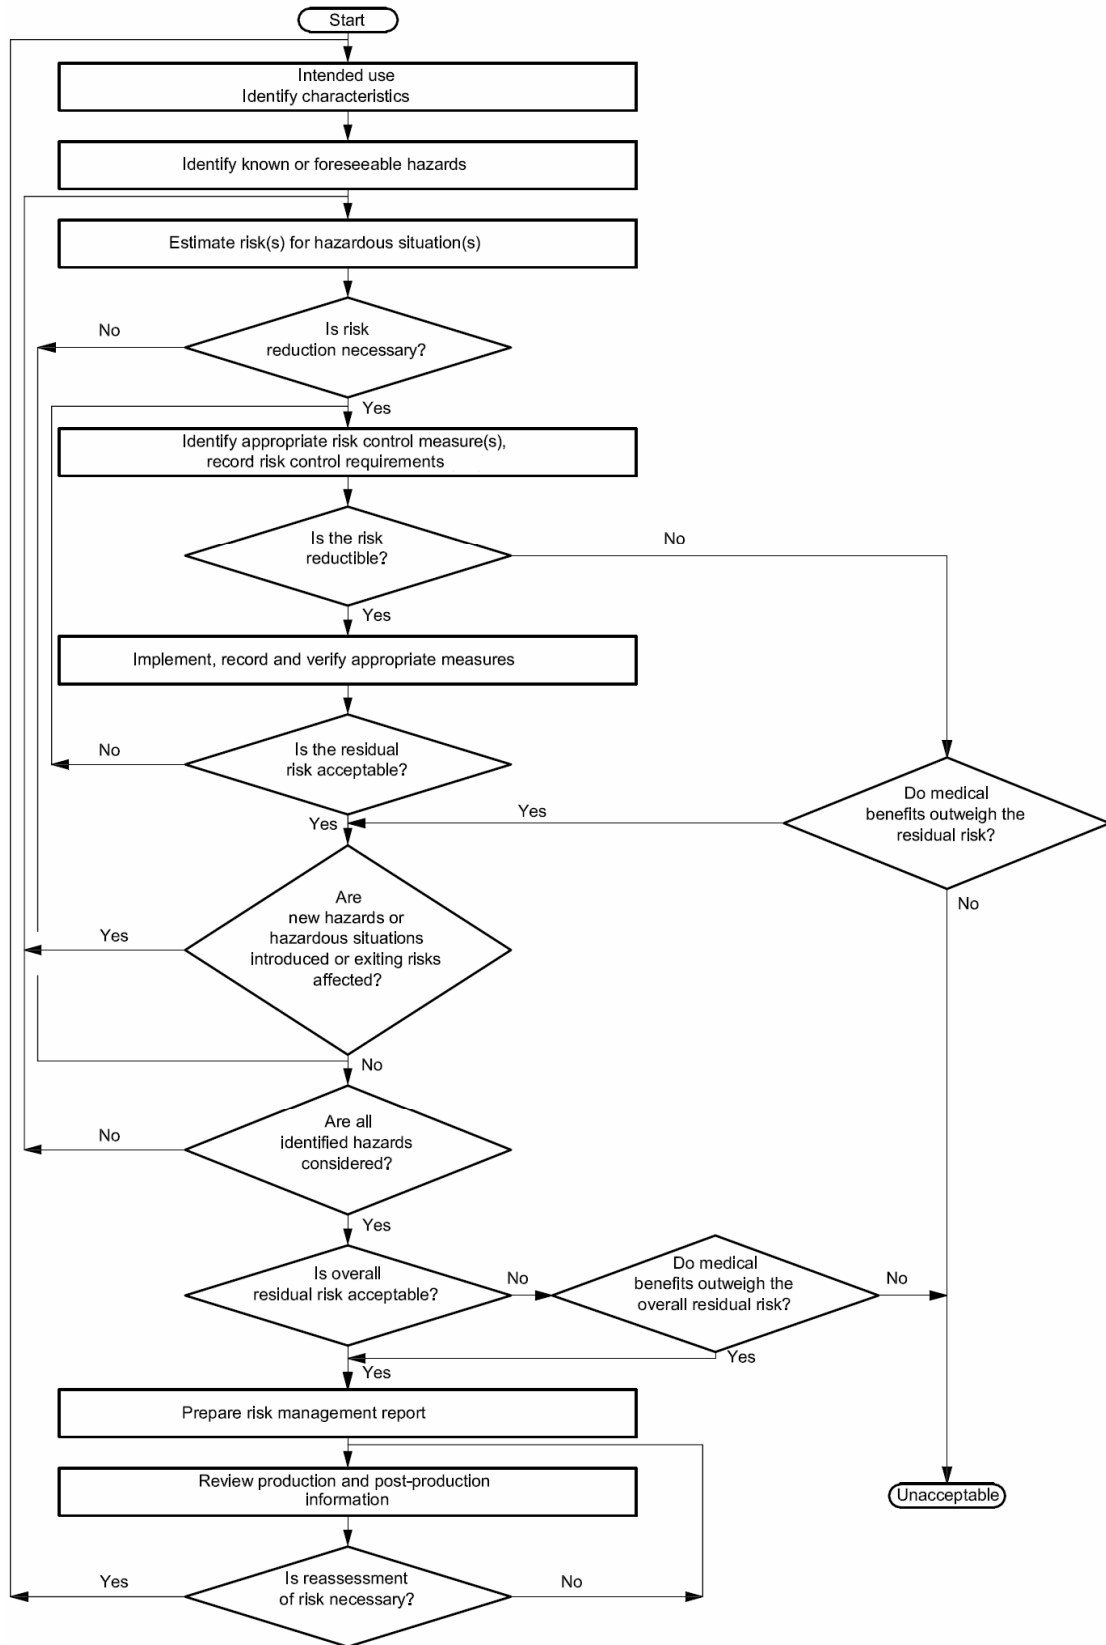 Start
Intended use
Identify characteristics
Identify known or foreseeable hazards
Estimate risk(s) for hazardous situation(s)
No
Is risk
reduction necessary?
Yes
Identify appropriate risk control measure(s),
record risk control requirements
Is the risk
reductible?
No
Yes
Implement, record and verify appropriate measures
No
Is the residual
risk acceptable?
Yes
Yes
Do medical
benefits outweigh the
residual risk?
No
Are
new hazards or
hazardous situations
introduced or exiting risks
affected?
Yes
No
Are all
identified hazards
considered?
No
Yes
Is overall
residual risk acceptable?
No
Do medical
benefits outweigh the
overall residual risk?
No
Yes
Yes
Prepare risk management report
Review production and post-production
information
Unacceptable
Yes
Is reassessment
of risk necessary?
No